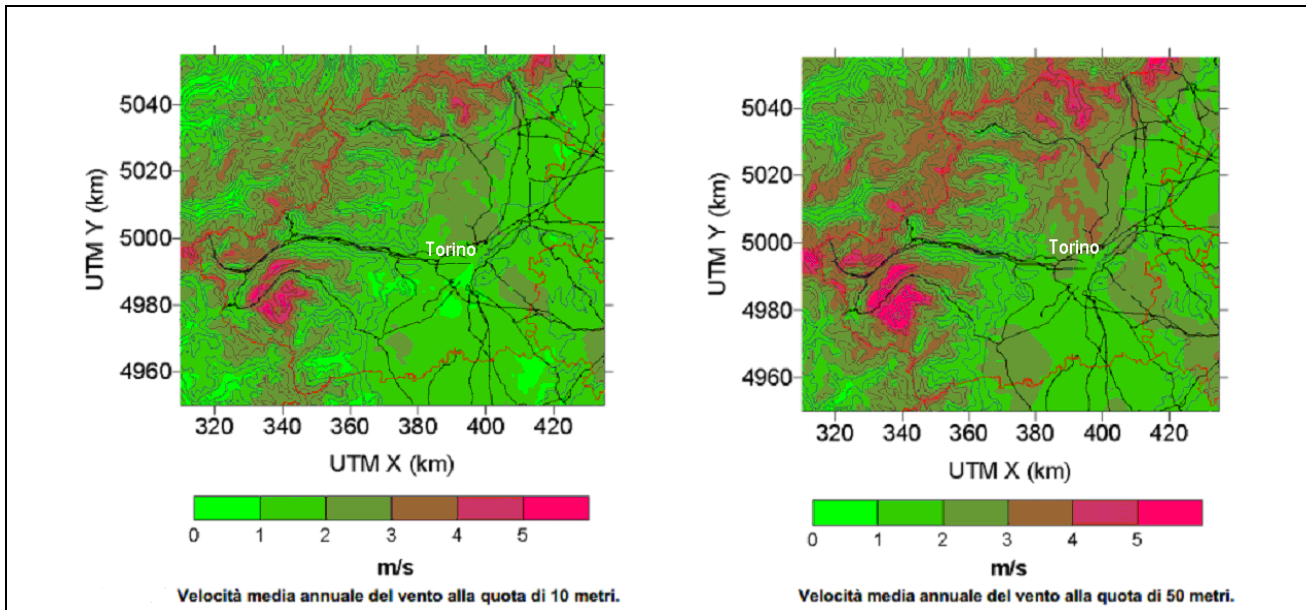 5040
5020
5000
4980
4960
UTM Y (km)
Torino
320 340 360 380 400 420
UTM X (km)
0 1 2 3 4 5
m/s
Velocità media annuale del vento alla quota di 10 metri.
5040
5020
5000
4980
4960
UTM Y (km)
Torino
320 340 360 380 400 420
UTM X (km)
0 1 2 3 4 5
m/s
Velocità media annuale del vento alla quota di 50 metri.